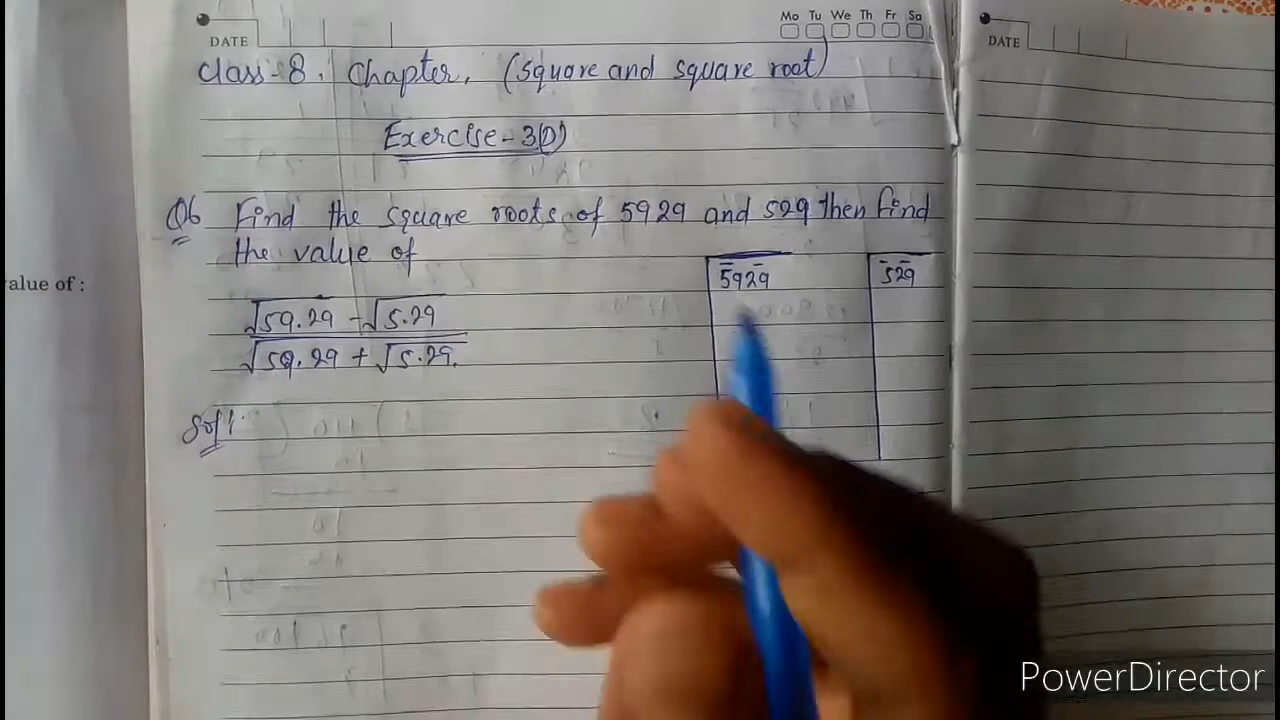 Mo Tu We Th Fr Sa
DATE
DATE
Class-8. Chapter. (square and square root)
Exercise-3(D)
Q6 Find the square roots of 5929 and 529 then find
the value of
alue of :
5929
529
√59.29 - √5.29
√59.29 + √5.29.
Sol!:
PowerDirector